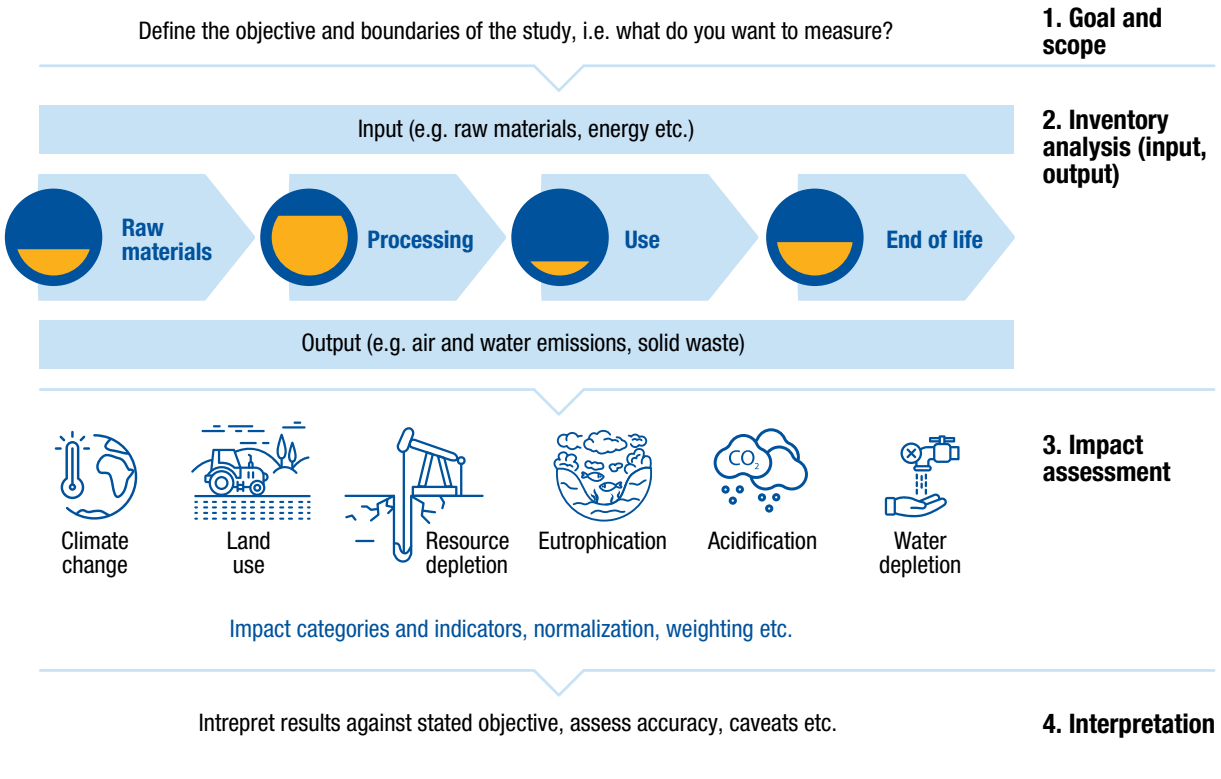 Define the objective and boundaries of the study, i.e. what do you want to measure?
1. Goal and
scope
Input (e.g. raw materials, energy etc.)
2. Inventory
analysis (input,
output)
Raw
materials
Processing
Use
End of life
Output (e.g. air and water emissions, solid waste)
3. Impact
assessment
CO₂
Climate
change
Land
use
Resource
depletion
Eutrophication
Acidification
Water
depletion
Impact categories and indicators, normalization, weighting etc.
Intrepret results against stated objective, assess accuracy, caveats etc.
4. Interpretation